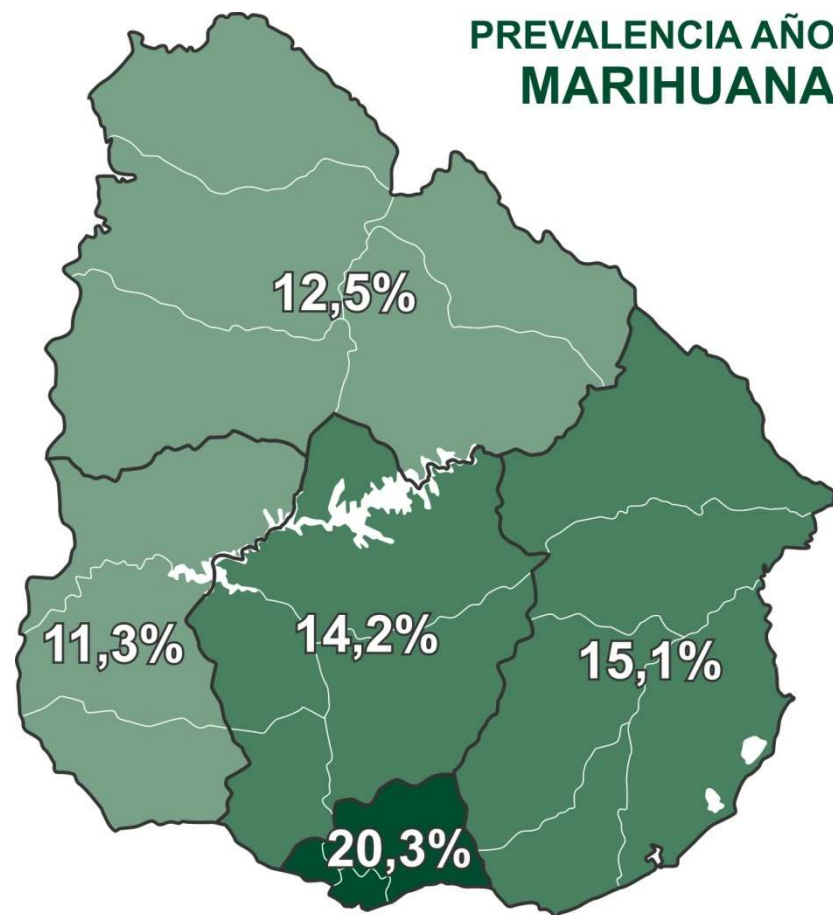 PREVALENCIA AÑO
MARIHUANA
12,5%
11,3%
14,2%
15,1%
20,3%